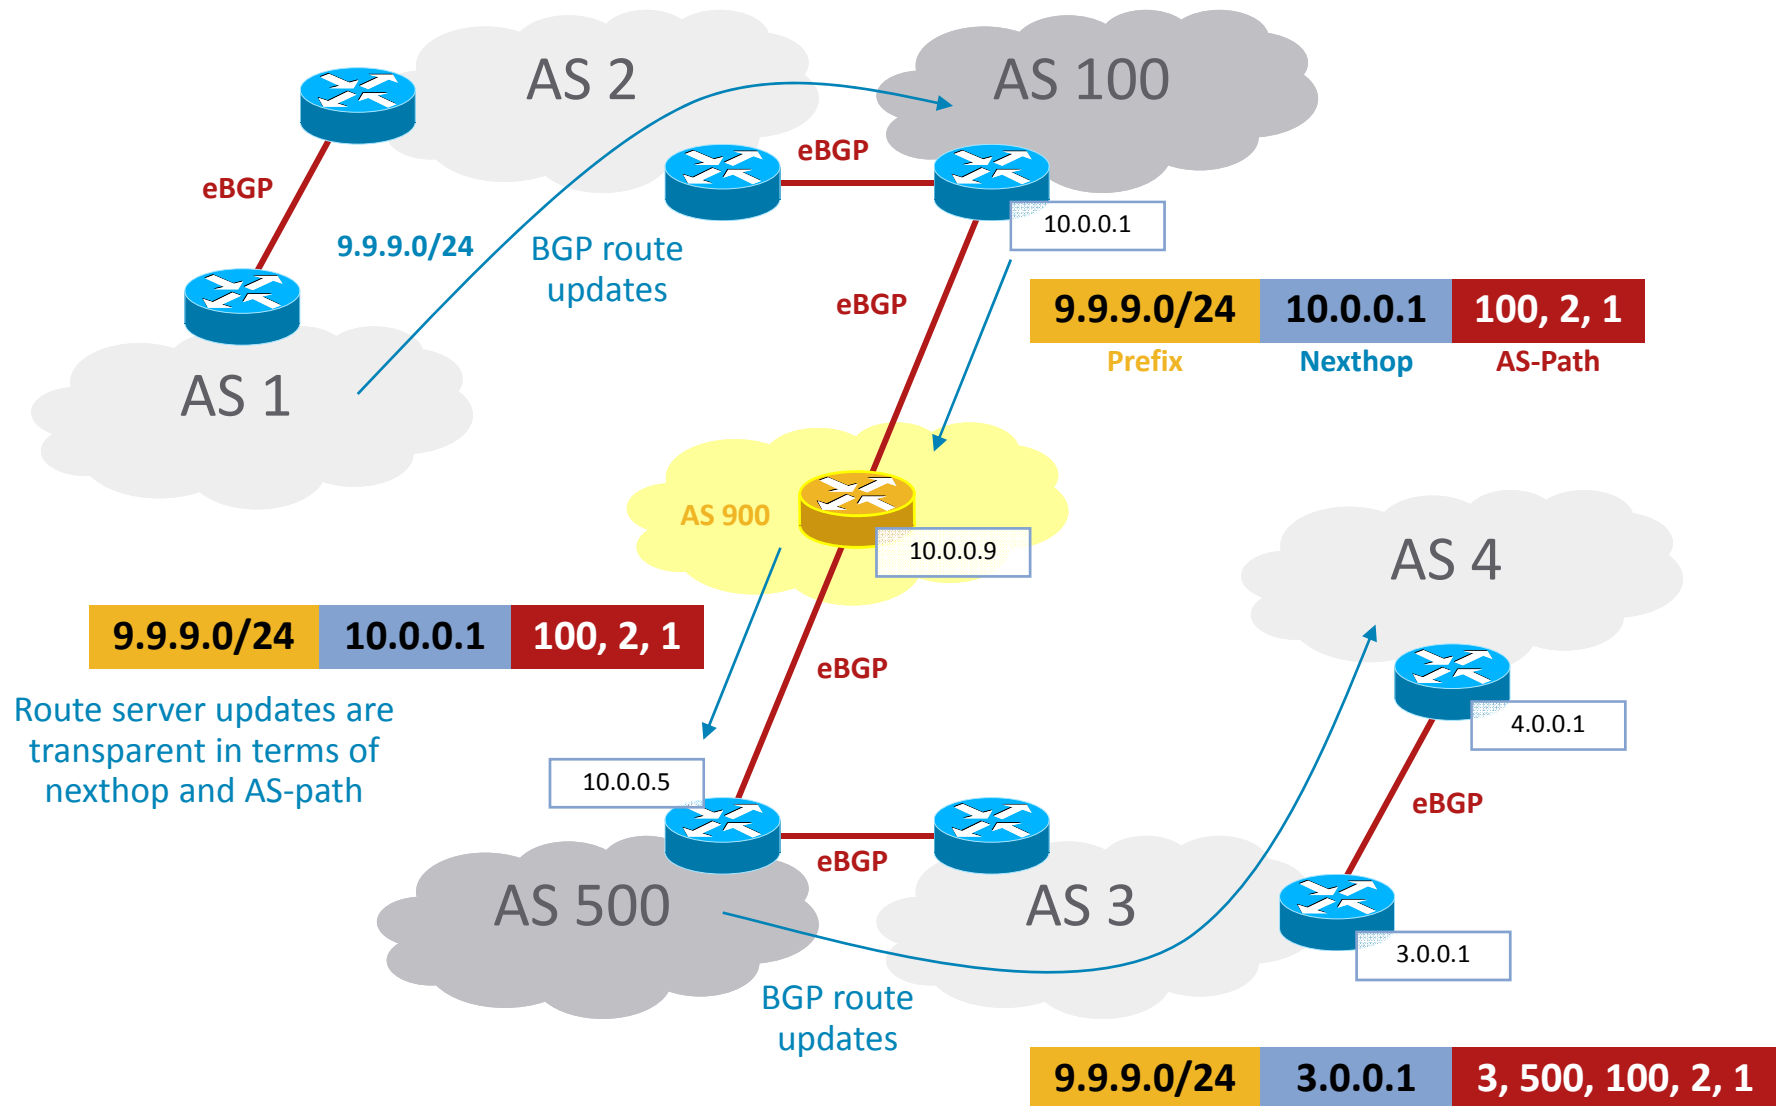 AS 2
AS 100
eBGP
eBGP
9.9.9.0/24
BGP route
updates
10.0.0.1
eBGP
9.9.9.0/24 10.0.0.1 100, 2, 1
Prefix Nexthop AS-Path
AS 1
AS 900
10.0.0.9
AS 4
9.9.9.0/24 10.0.0.1 100, 2, 1
eBGP
Route server updates are
transparent in terms of
nexthop and AS-path
4.0.0.1
10.0.0.5
eBGP
eBGP
AS 500
AS 3
3.0.0.1
BGP route
updates
9.9.9.0/24 3.0.0.1 3, 500, 100, 2, 1